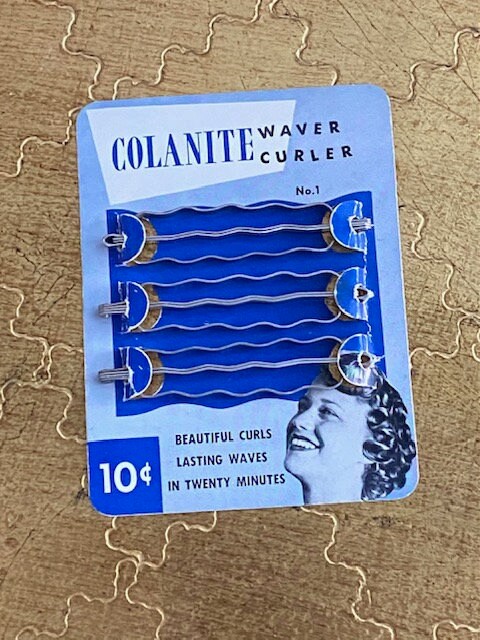 COLANITE WAVER
CURLER
No.1
BEAUTIFUL CURLS
LASTING WAVES
IN TWENTY MINUTES
10¢